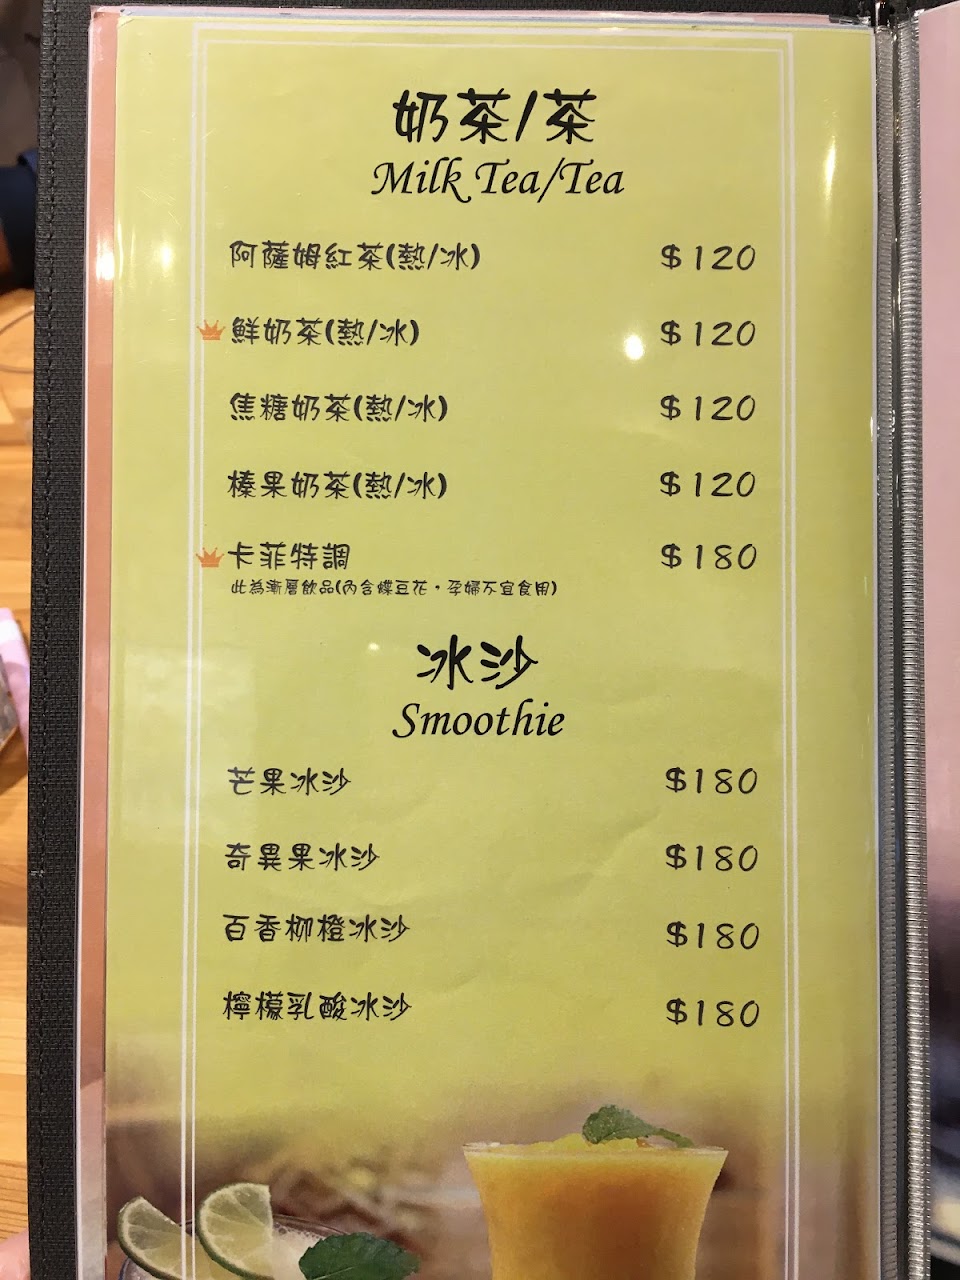 奶茶/茶
Milk Tea/Tea
阿薩姆紅茶(熱/冰) $120
鮮奶茶(熱/冰) $120
焦糖奶茶(熱/冰) $120
榛果奶茶(熱/冰) $120
卡菲特調 $180
此為漸層飲品(內含蝶豆花，孕婦不宜食用)
冰沙
Smoothie
芒果冰沙 $180
奇異果冰沙 $180
百香柳橙冰沙 $180
檸檬乳酸冰沙 $180